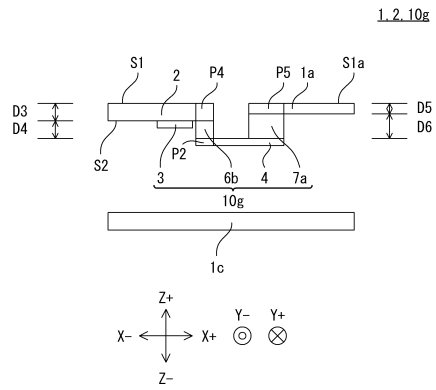 1, 2, 10g
S1 2 P4 P5 1a S1a
D3 D5
D4 D6
S2 P2
3 6b 4 7a
10g
1c
Z+
Y- Y+
X- X+
Z-